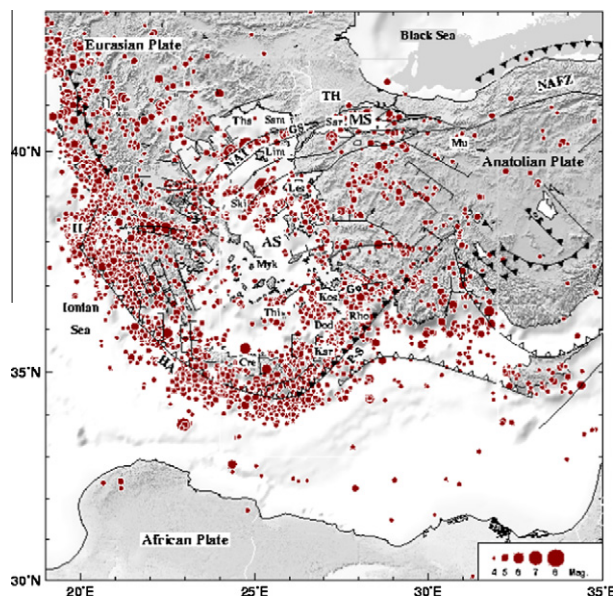 Black Sea
Eurasian Plate
NAFZ
TH
Tha
Sam
GS
Sar
MS
40°N
NAT
Lim
Mu
Anatolian Plate
Les
Ski
AS
Myk
Ionian
Sea
Kos
Go
Thi
Rho
Dod
HA
35°N
Cre
Kar
P-S
African Plate
4 5 6 7 8 Mag.
30°N
20°E
25°E
30°E
35°E